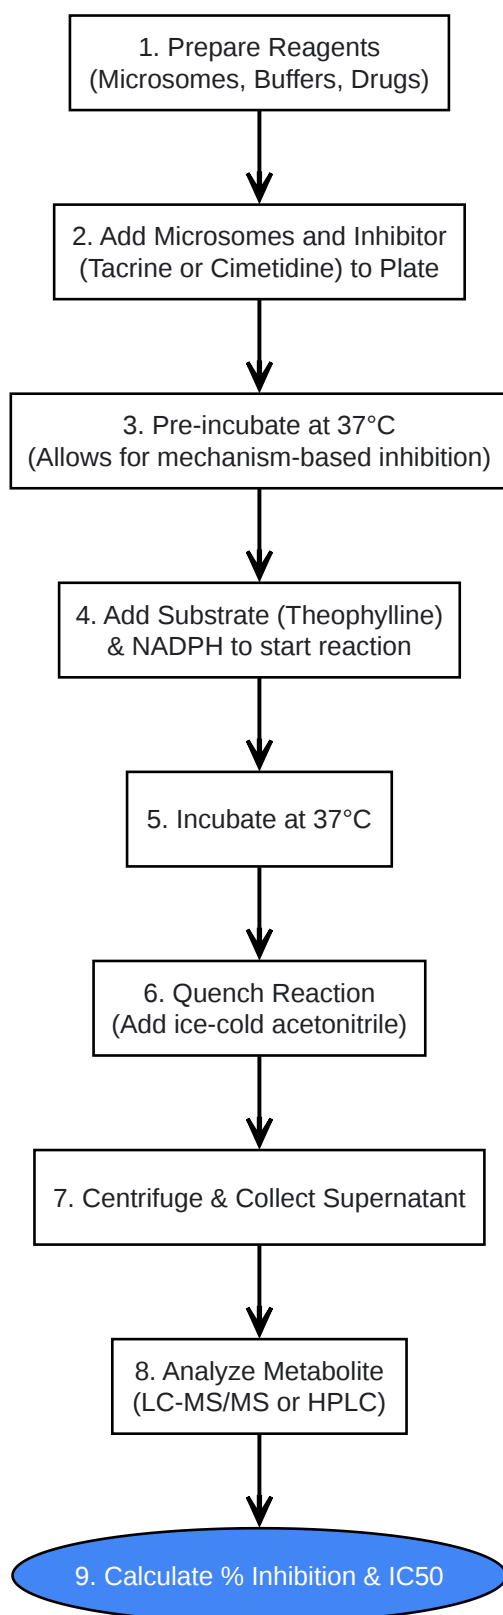 1. Prepare Reagents
(Microsomes, Buffers, Drugs)
2. Add Microsomes and Inhibitor
(Tacrine or Cimetidine) to Plate
3. Pre-incubate at 37°C
(Allows for mechanism-based inhibition)
4. Add Substrate (Theophylline)
& NADPH to start reaction
5. Incubate at 37°C
6. Quench Reaction
(Add ice-cold acetonitrile)
7. Centrifuge & Collect Supernatant
8. Analyze Metabolite
(LC-MS/MS or HPLC)
9. Calculate % Inhibition & IC50